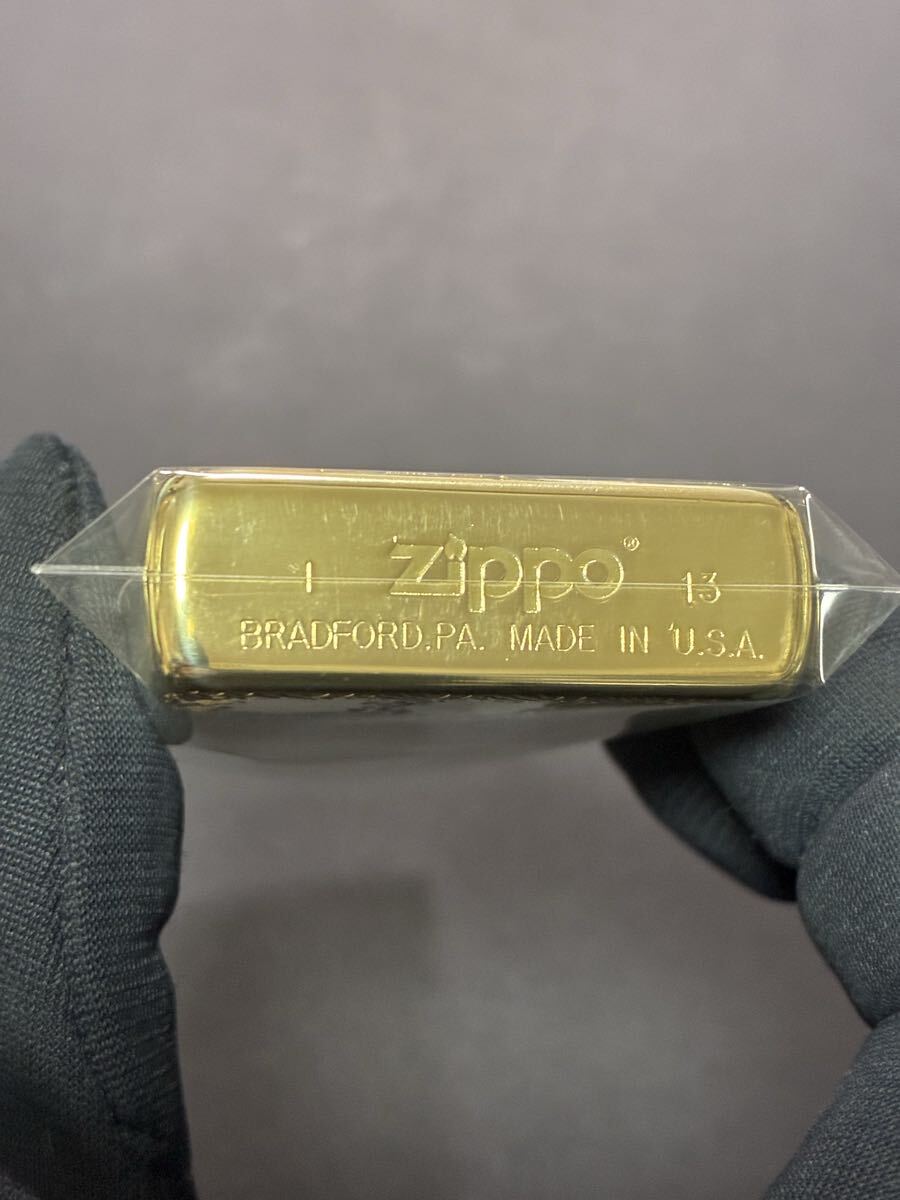 I Zippo® 13
BRADFORD,PA. MADE IN U.S.A.